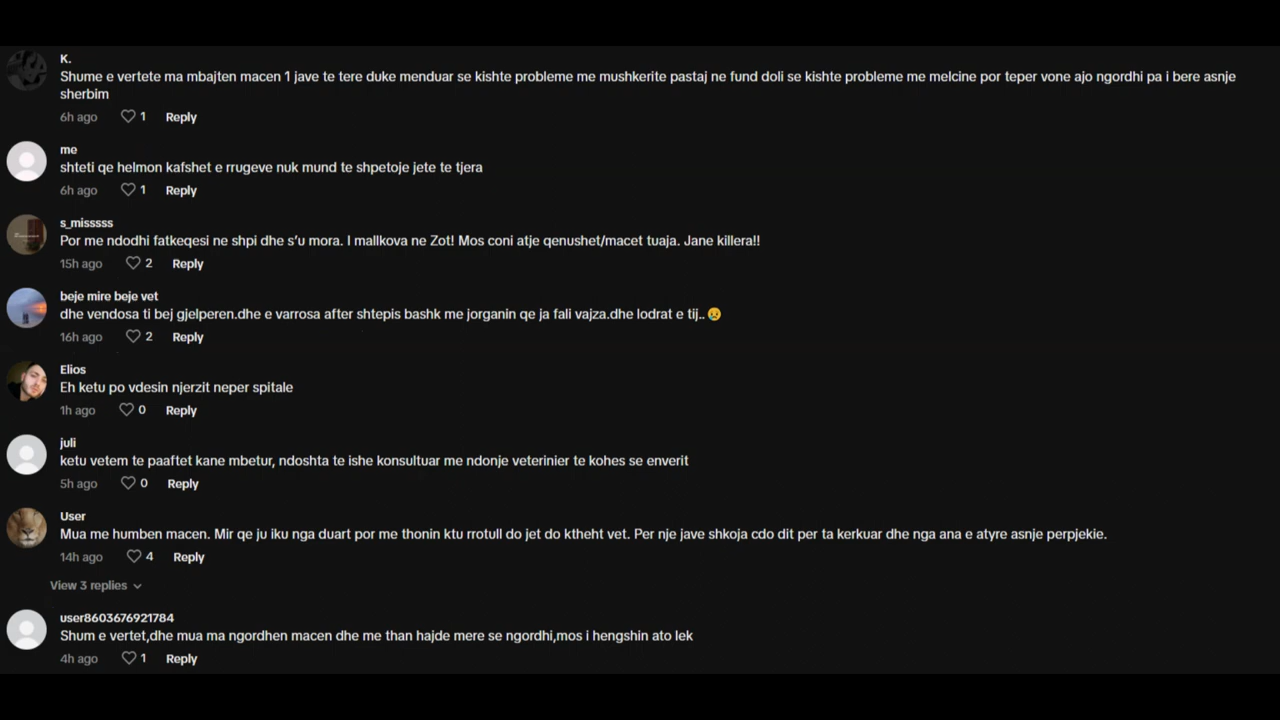 K.
Shume e vertete ma mbajten macen 1 jave te tere duke menduar se kishte probleme me mushkerite pastaj ne fund doli se kishte probleme me melcine por teper vone ajo ngordhi pa i bere asnje
sherbim
6h ago 1 Reply
me
shteti qe helmon kafshet e rrugeve nuk mund te shpetoje jete te tjera
6h ago 1 Reply
s_misssss
Por me ndodhi fatkeqesi ne shpi dhe s'u mora. I mallkova ne Zot! Mos coni atje qenushet/macet tuaja. Jane killera!!
15h ago 2 Reply
beje mire beje vet
dhe vendosa ti bej gjelperen.dhe e varrosa after shtepis bashk me jorganin qe ja fali vajza.dhe lodrat e tij..😢
16h ago 2 Reply
Elios
Eh ketu po vdesin njerzit neper spitale
1h ago 0 Reply
juli
ketu vetem te paaftet kane mbetur, ndoshta te ishe konsultuar me ndonje veterinier te kohes se enverit
5h ago 0 Reply
User
Mua me humben macen. Mir qe ju iku nga duart por me thonin ktu rrotull do jet do ktheht vet. Per nje jave shkoja cdo dit per ta kerkuar dhe nga ana e atyre asnje perpjekie.
14h ago 4 Reply
View 3 replies
user8603676921784
Shum e vertet,dhe mua ma ngordhen macen dhe me than hajde mere se ngordhi,mos i hengshin ato lek
4h ago 1 Reply